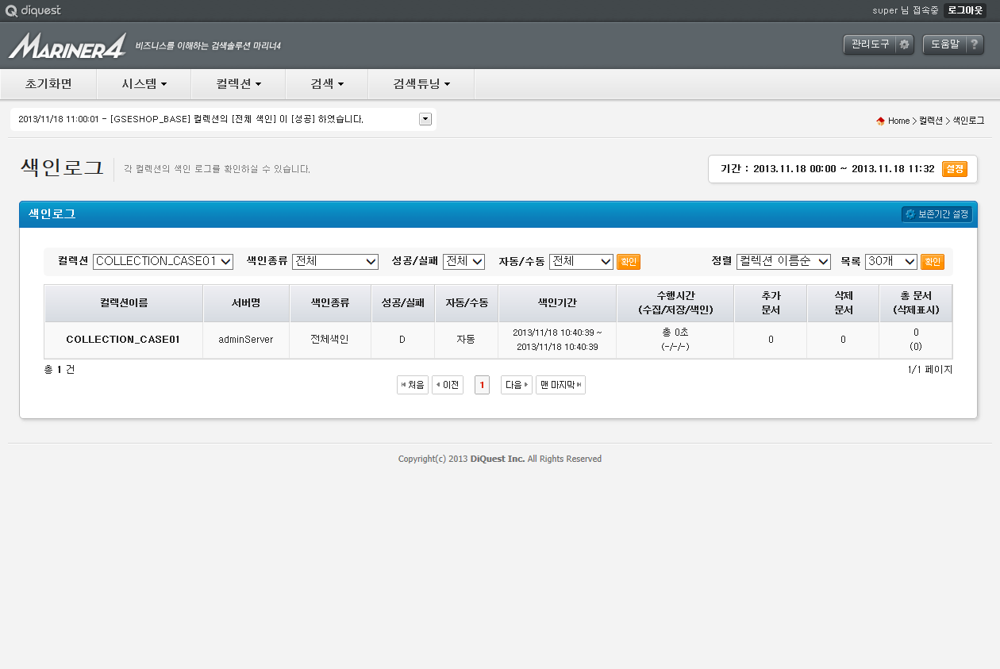 diquest
super 님 접속중 로그아웃
MARINER4 비즈니스를 이해하는 검색솔루션 마리너4
관리도구 도움말 ?
초기화면 시스템 컬렉션 검색 검색튜닝
2013/11/18 11:00:01 - [GSESHOP_BASE] 컬렉션의 [전체 색인] 이 [성공] 하였습니다.
Home > 컬렉션 > 색인로그
색인로그 각 컬렉션의 색인 로그를 확인하실 수 있습니다.
기간 : 2013.11.18 00:00 ~ 2013.11.18 11:32 설정
색인로그 보존기간 설정
컬렉션 COLLECTION_CASE01 색인종류 전체 성공/실패 전체 자동/수동 전체 확인 정렬 컬렉션 이름순 목록 30개 확인
컬렉션이름 서버명 색인종류 성공/실패 자동/수동 색인기간 수행시간 (수집/저장/색인) 추가 문서 삭제 문서 총 문서 (삭제표시)
COLLECTION_CASE01 adminServer 전체색인 D 자동 2013/11/18 10:40:39 ~ 2013/11/18 10:40:39 총 0초 (-/-/-) 0 0 0 (0)
총 1 건 1/1 페이지
처음 이전 1 다음 맨 마지막
Copyright(c) 2013 DiQuest Inc. All Rights Reserved